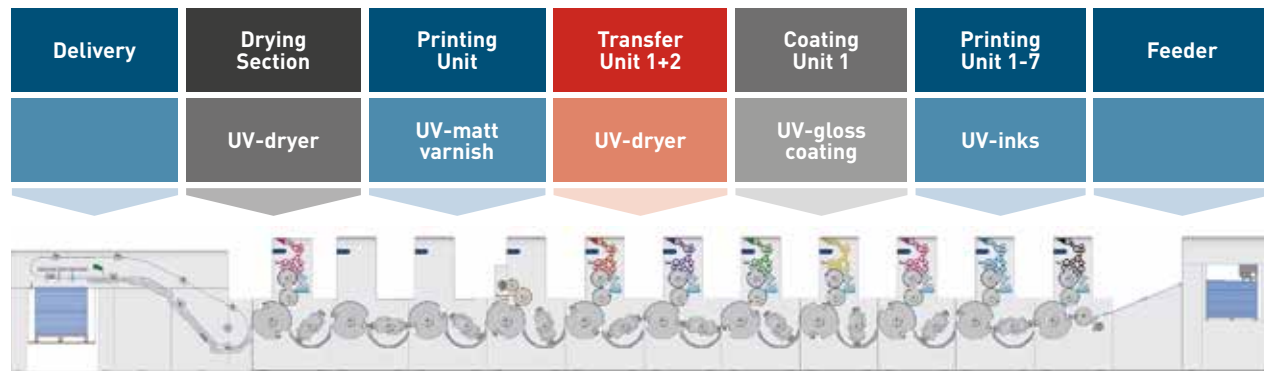 Delivery
Drying
Section
Printing
Unit
Transfer
Unit 1+2
Coating
Unit 1
Printing
Unit 1-7
Feeder
UV-dryer
UV-matt
varnish
UV-dryer
UV-gloss
coating
UV-inks